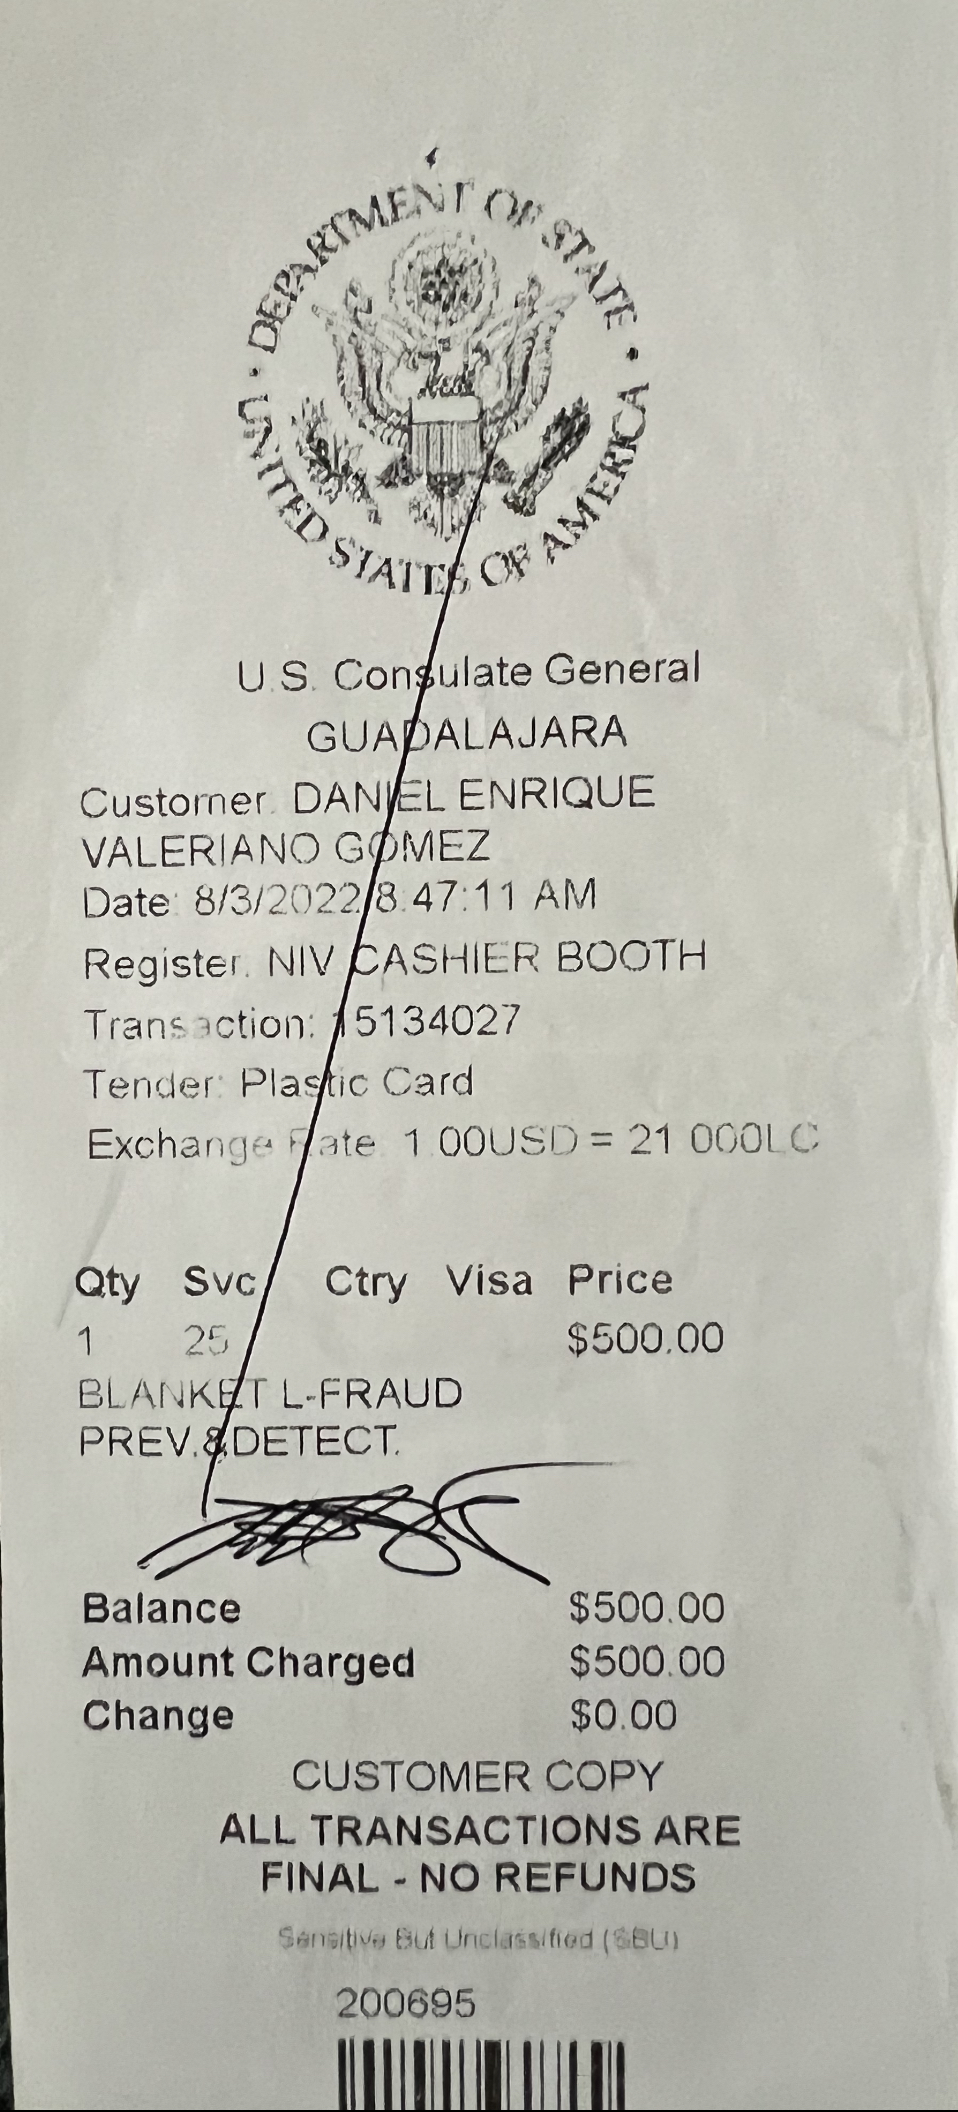 DEPARTMENT OF STATE
UNITED STATES OF AMERICA
U.S. Consulate General
GUADALAJARA
Customer: DANIEL ENRIQUE
VALERIANO GOMEZ
Date: 8/3/2022 8:47:11 AM
Register: NIV CASHIER BOOTH
Transaction: 15134027
Tender: Plastic Card
Exchange Rate: 1.00USD = 21.000LC
Qty Svc Ctry Visa Price
1 25 $500.00
BLANKET L-FRAUD
PREV.&DETECT.
Balance $500.00
Amount Charged $500.00
Change $0.00
CUSTOMER COPY
ALL TRANSACTIONS ARE
FINAL - NO REFUNDS
Sensitive But Unclassified (SBU)
200695